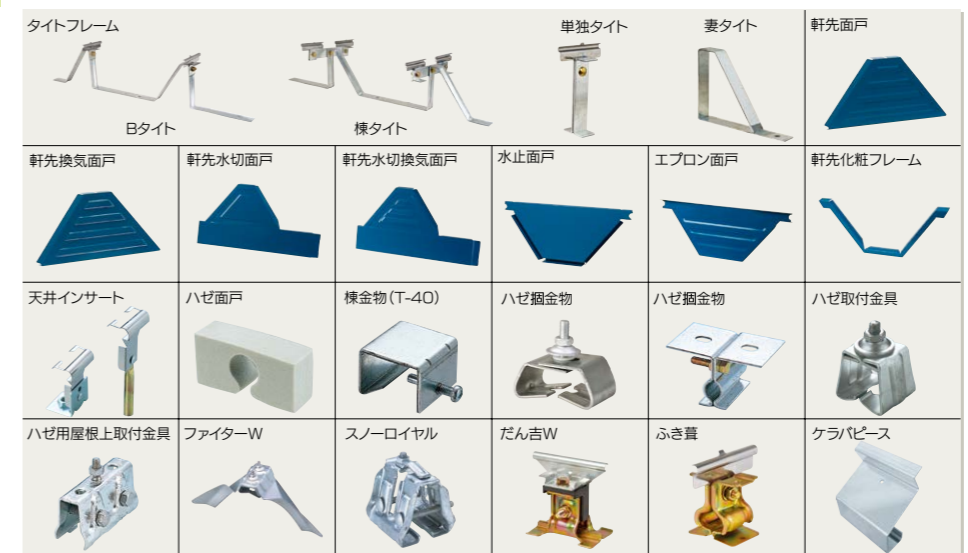 タイトフレーム
単独タイト
妻タイト
軒先面戸
Bタイト
棟タイト
軒先換気面戸
軒先水切面戸
軒先水切換気面戸
水止面戸
エプロン面戸
軒先化粧フレーム
天井インサート
ハゼ面戸
棟金物(T-40)
ハゼ掴金物
ハゼ掴金物
ハゼ取付金具
ハゼ用屋根上取付金具
ファイターW
スノーロイヤル
だん吉W
ふき葺
ケラバピース